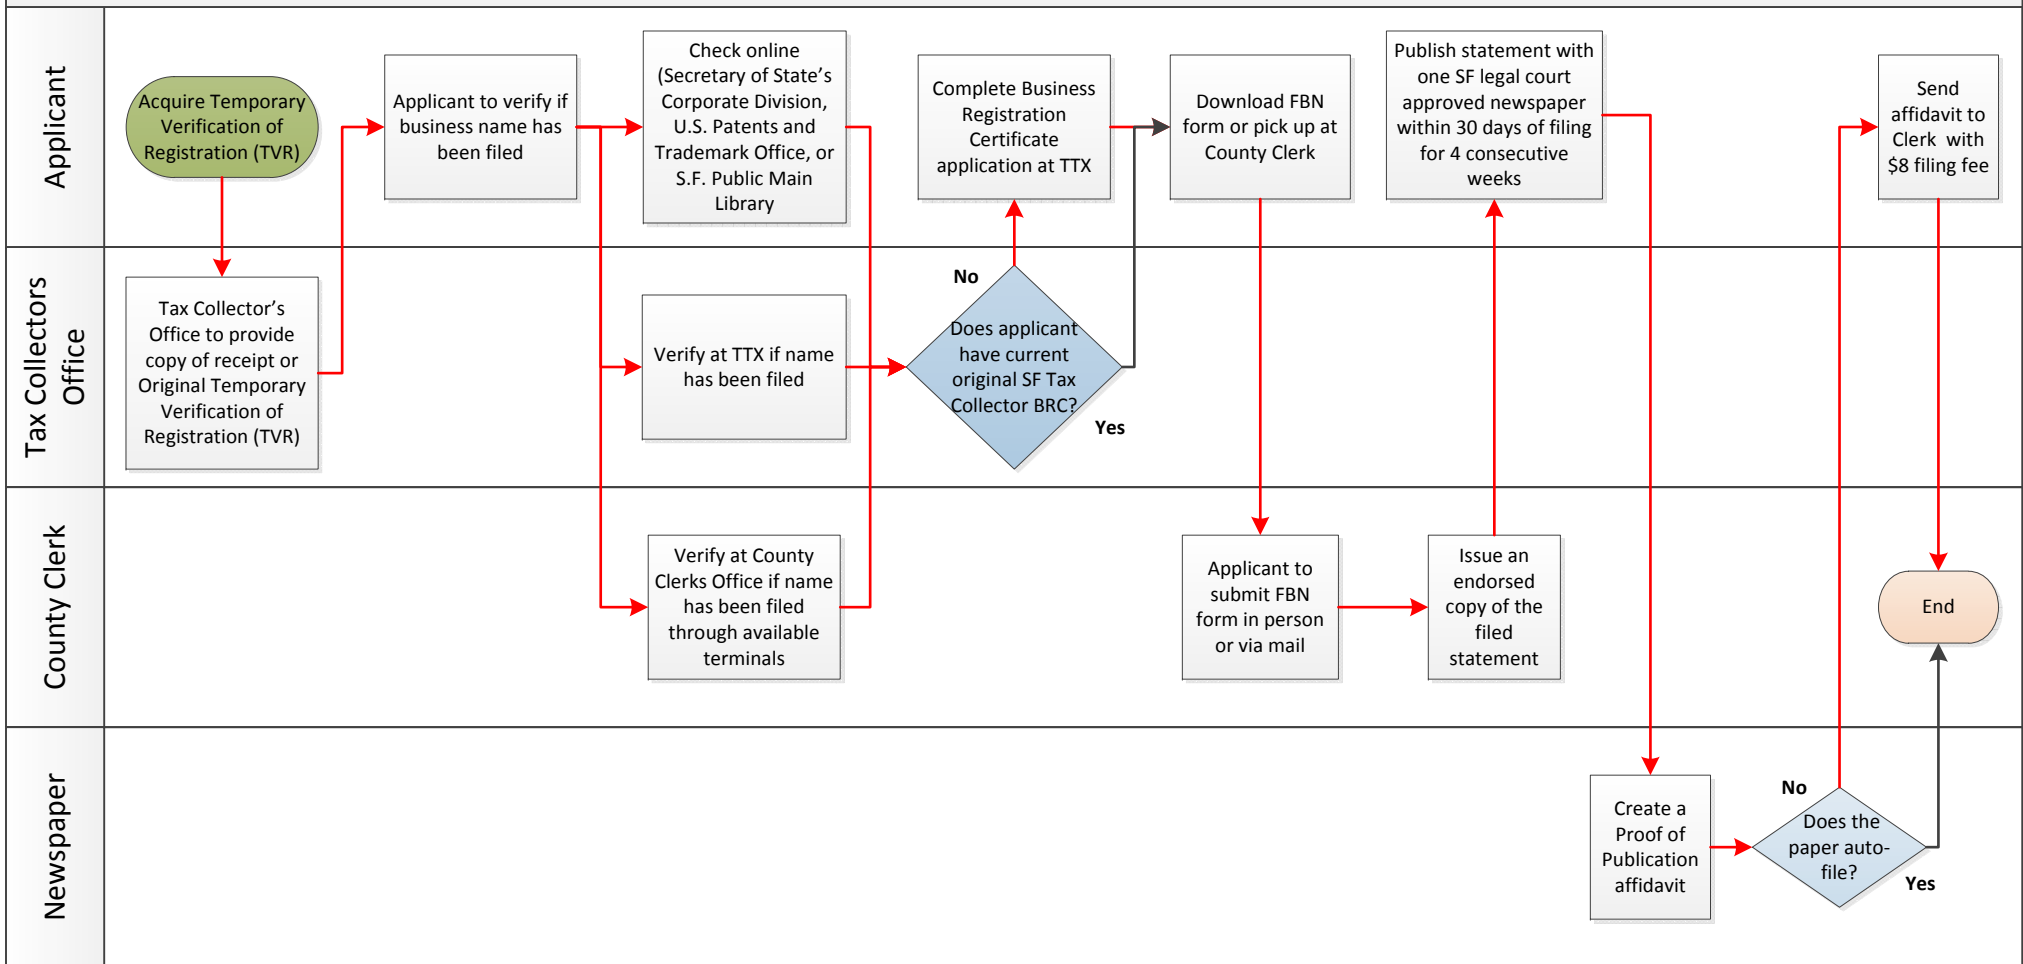 Applicant
Acquire Temporary
Verification of
Registration (TVR)
Applicant to verify if
business name has
been filed
Check online
(Secretary of State's
Corporate Division,
U.S. Patents and
Trademark Office, or
S.F. Public Main
Library
Complete Business
Registration
Certificate
application at TTX
Download FBN
form or pick up at
County Clerk
Publish statement with
one SF legal court
approved newspaper
within 30 days of filing
for 4 consecutive
weeks
Send
affidavit to
Clerk with
$8 filing fee
Tax Collectors
Office
Tax Collector's
Office to provide
copy of receipt or
Original Temporary
Verification of
Registration (TVR)
Verify at TTX if name
has been filed
No
Does applicant
have current
original SF Tax
Collector BRC?
Yes
County Clerk
Verify at County
Clerks Office if name
has been filed
through available
terminals
Applicant to
submit FBN
form in person
or via mail
Issue an
endorsed
copy of the
filed
statement
End
Newspaper
Create a
Proof of
Publication
affidavit
No
Does the
paper auto-
file?
Yes